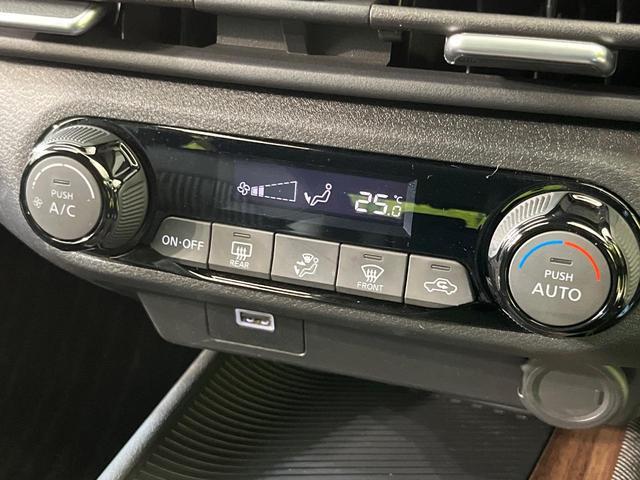 25.0 °C
PUSH
A/C
ON·OFF
REAR
FRONT
PUSH
AUTO